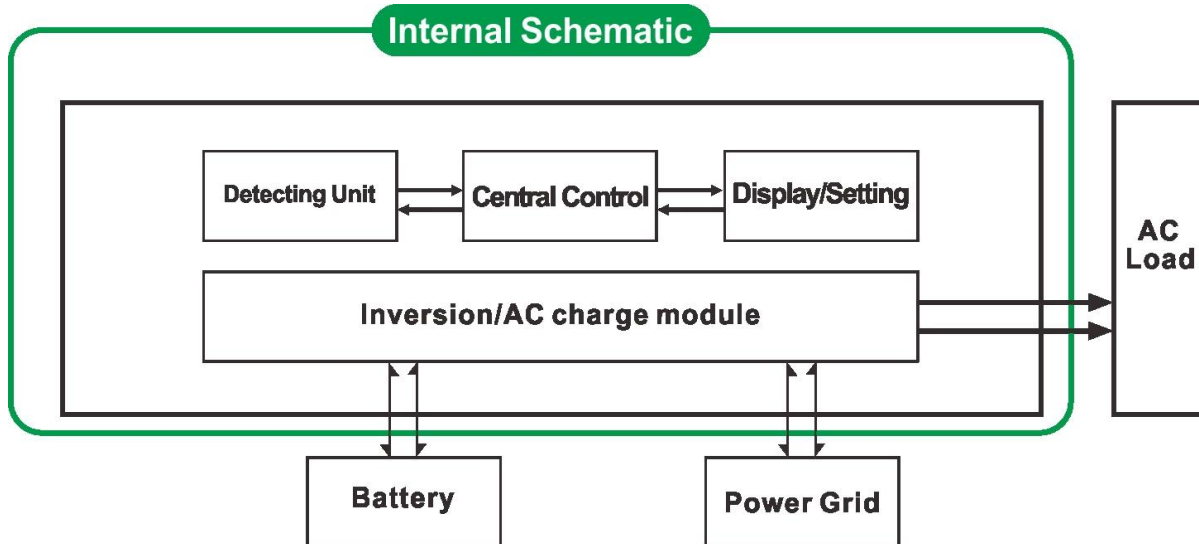 Internal Schematic
Detecting Unit
Central Control
Display/Setting
AC
Load
Inversion/AC charge module
Battery
Power Grid